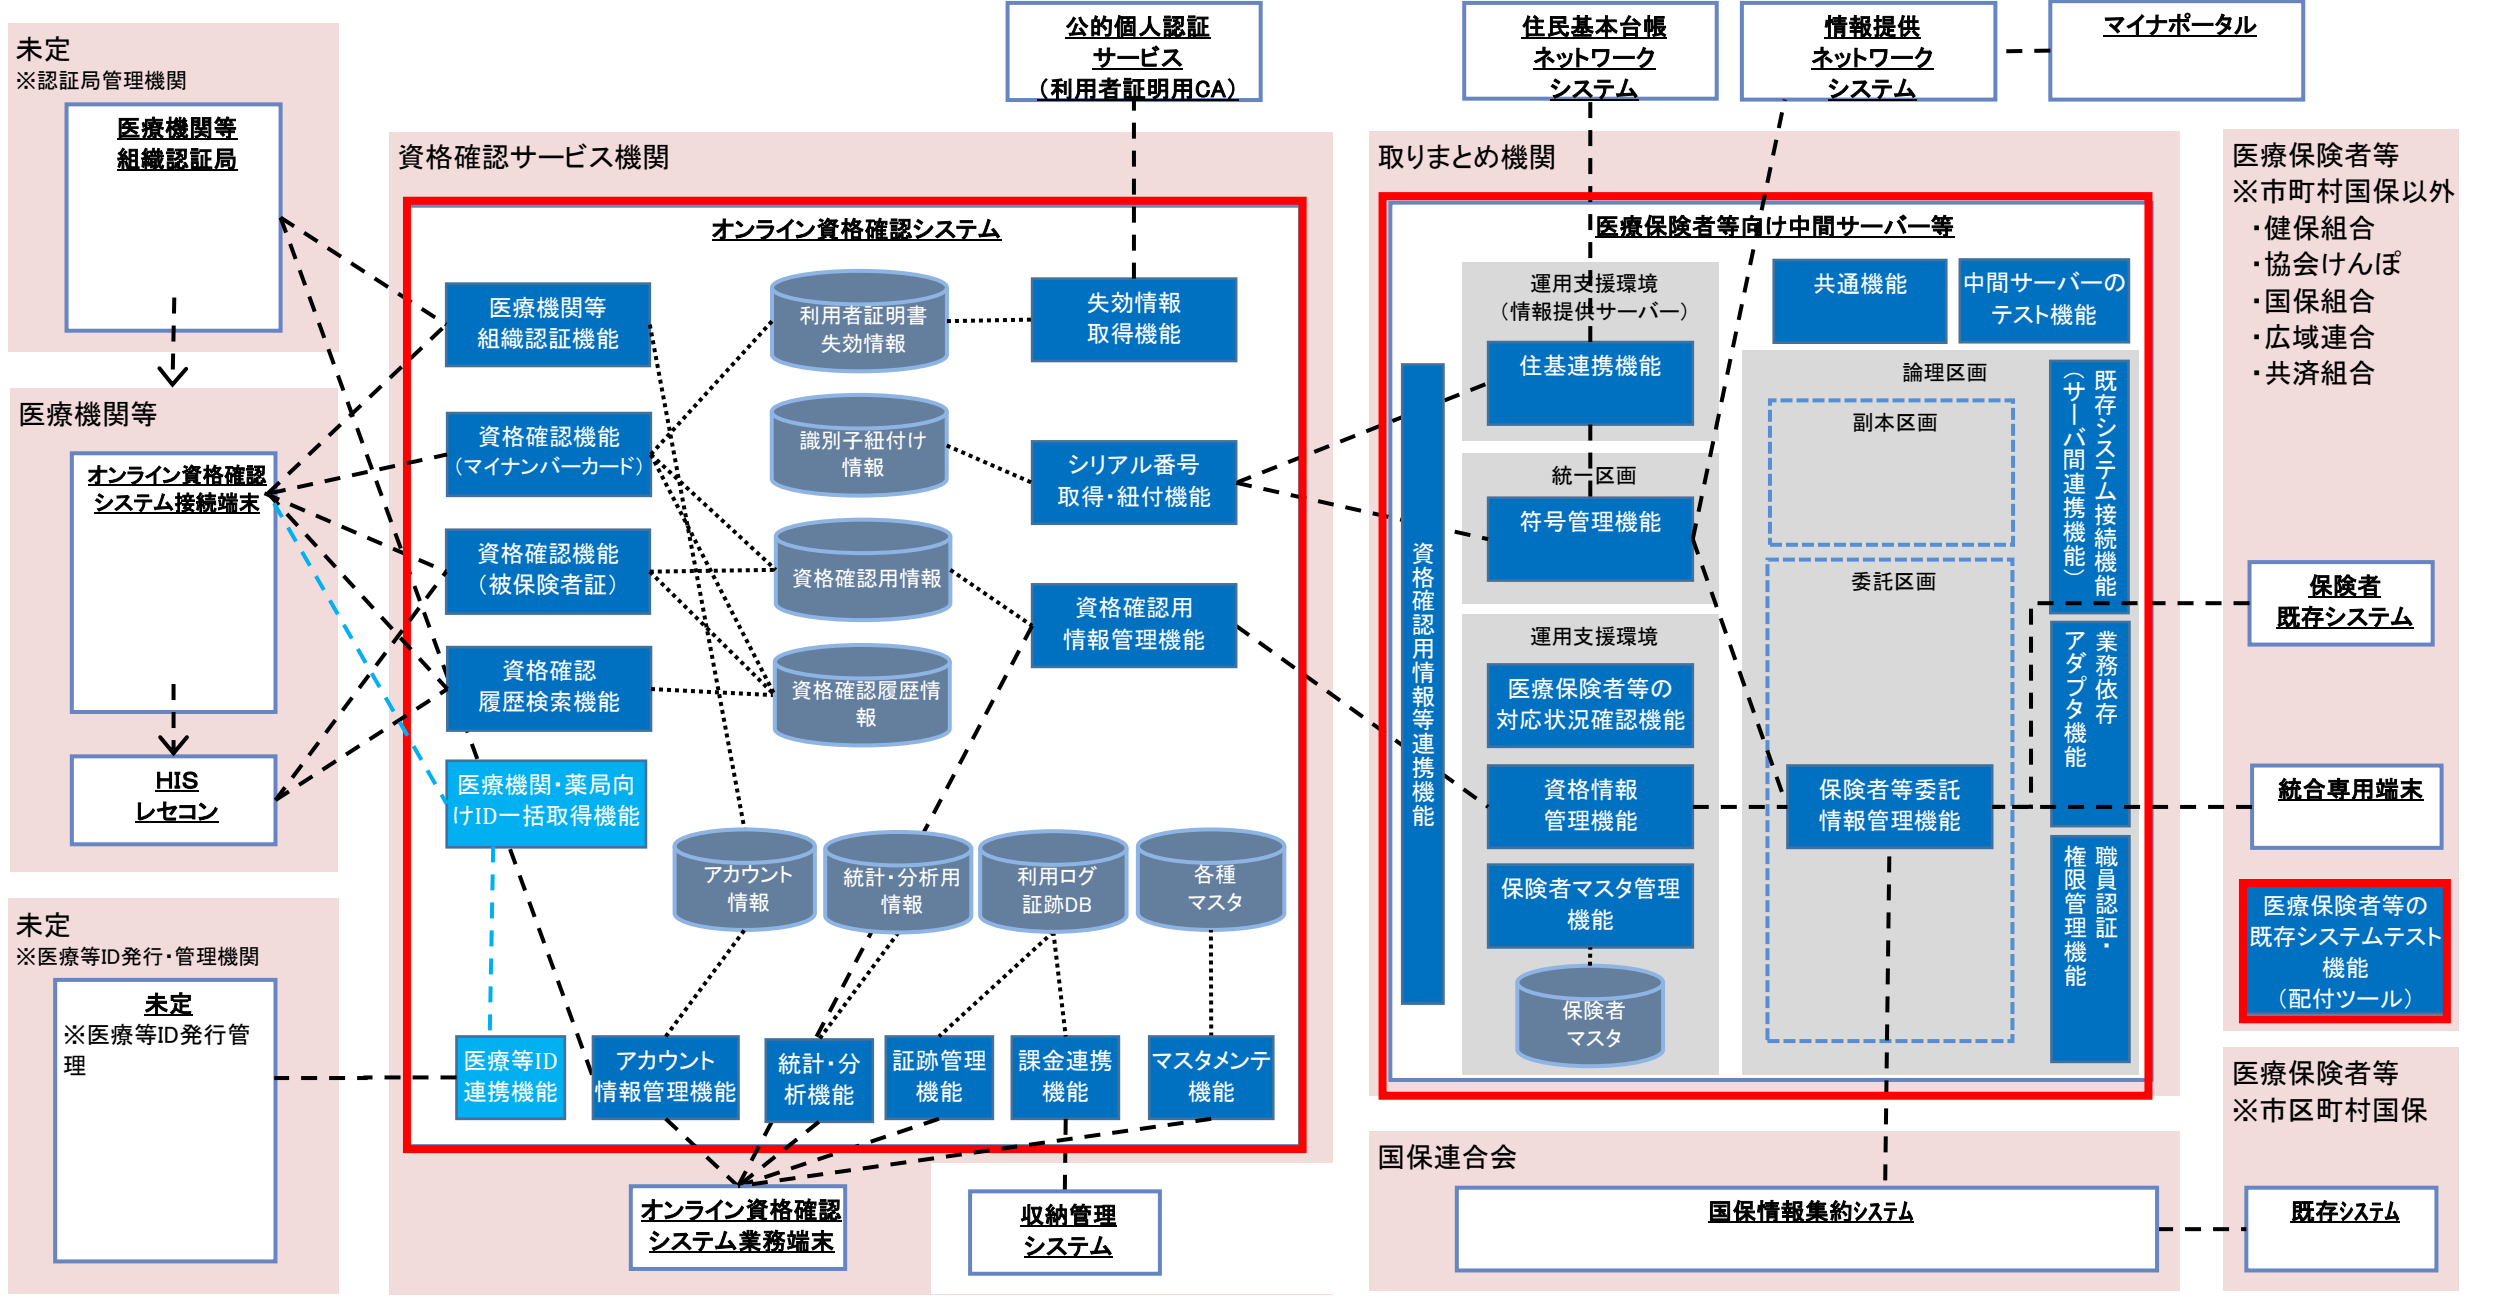 公的個人認証
サービス
（利用者証明用CA）
住民基本台帳
ネットワーク
システム
情報提供
ネットワーク
システム
マイナポータル
未定
※認証局管理機関
医療機関等
組織認証局
医療機関等
オンライン資格確認
システム接続端末
HIS
レセコン
未定
※医療等ID発行・管理機関
未定
※医療等ID発行管
理
資格確認サービス機関
オンライン資格確認システム
医療機関等
組織認証機能
資格確認機能
（マイナンバーカード）
資格確認機能
（被保険者証）
資格確認
履歴検索機能
医療機関・薬局向
けID一括取得機能
利用者証明書
失効情報
識別子紐付け
情報
資格確認用情報
資格確認履歴情
報
失効情報
取得機能
シリアル番号
取得・紐付機能
資格確認用
情報管理機能
アカウント
情報
統計・分析用
情報
利用ログ
証跡DB
各種
マスタ
医療等ID
連携機能
アカウント
情報管理機能
統計・分
析機能
証跡管理
機能
課金連携
機能
マスタメンテ
機能
オンライン資格確認
システム業務端末
収納管理
システム
取りまとめ機関
医療保険者等向け中間サーバー等
資格確認用情報等連携機能
運用支援環境
（情報提供サーバー）
住基連携機能
統一区画
符号管理機能
運用支援環境
医療保険者等の
対応状況確認機能
資格情報
管理機能
保険者マスタ管理
機能
保険者
マスタ
共通機能
中間サーバーの
テスト機能
論理区画
副本区画
委託区画
保険者等委託
情報管理機能
既存システム接続機能
（サーバ間連携機能）
業務依存
アダプタ機能
職員認証・
権限管理機能
国保連合会
国保情報集約システム
医療保険者等
※市町村国保以外
・健保組合
・協会けんぽ
・国保組合
・広域連合
・共済組合
保険者
既存システム
統合専用端末
医療保険者等の
既存システムテスト
機能
（配付ツール）
医療保険者等
※市区町村国保
既存システム